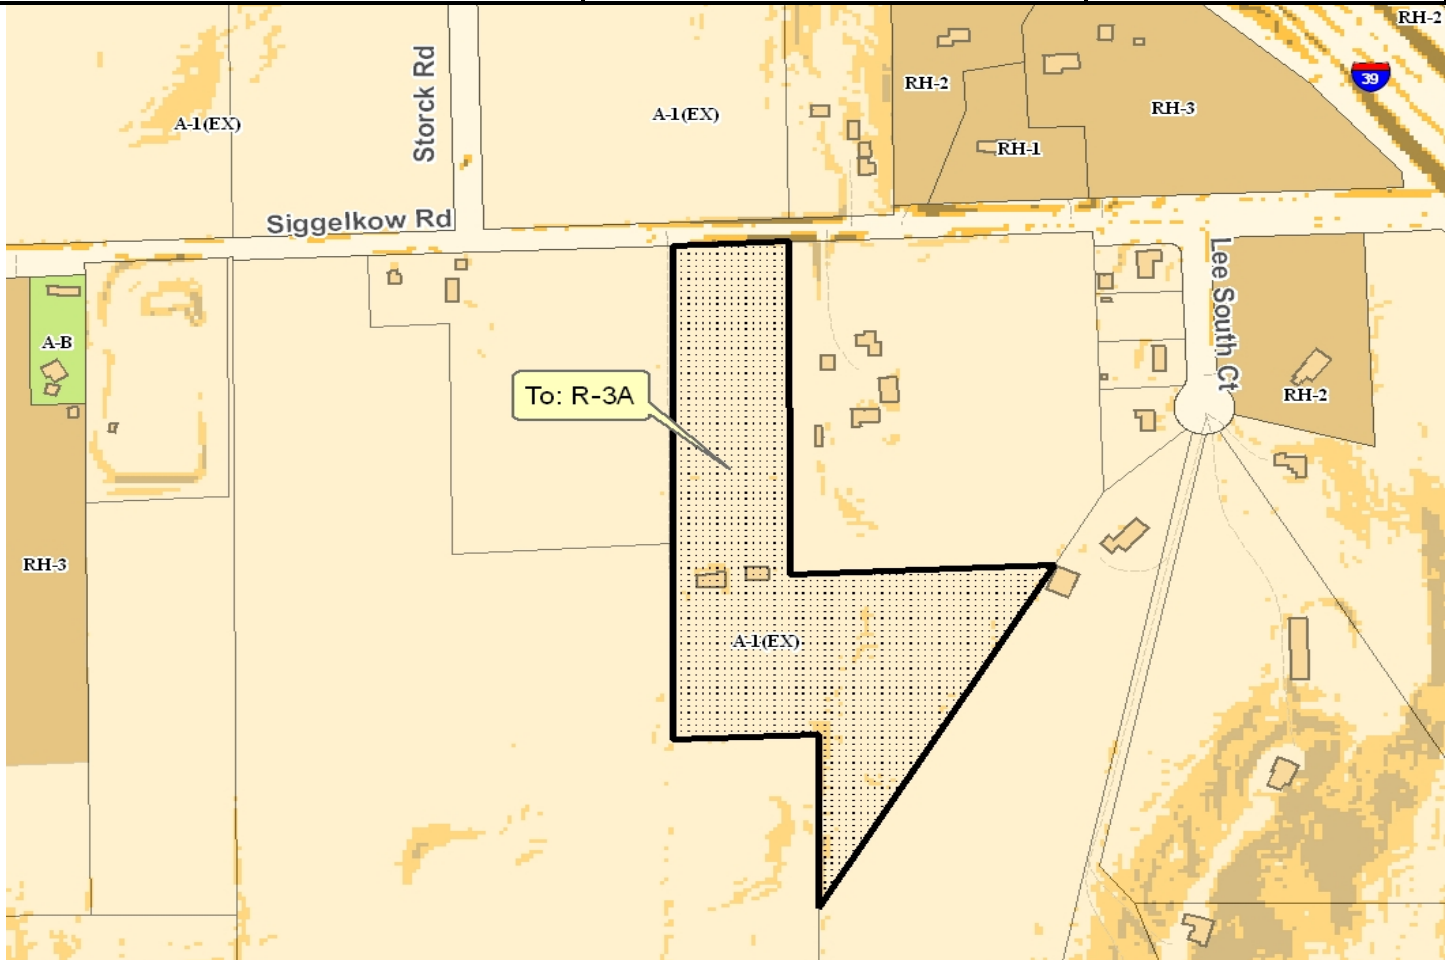 RH-2
39
RH-2
RH-3
A-1(EX)
A-1(EX)
Storck Rd
RH-1
Siggelkow Rd
Lee South Ct
A-B
To: R-3A
RH-2
RH-3
A-1(EX)